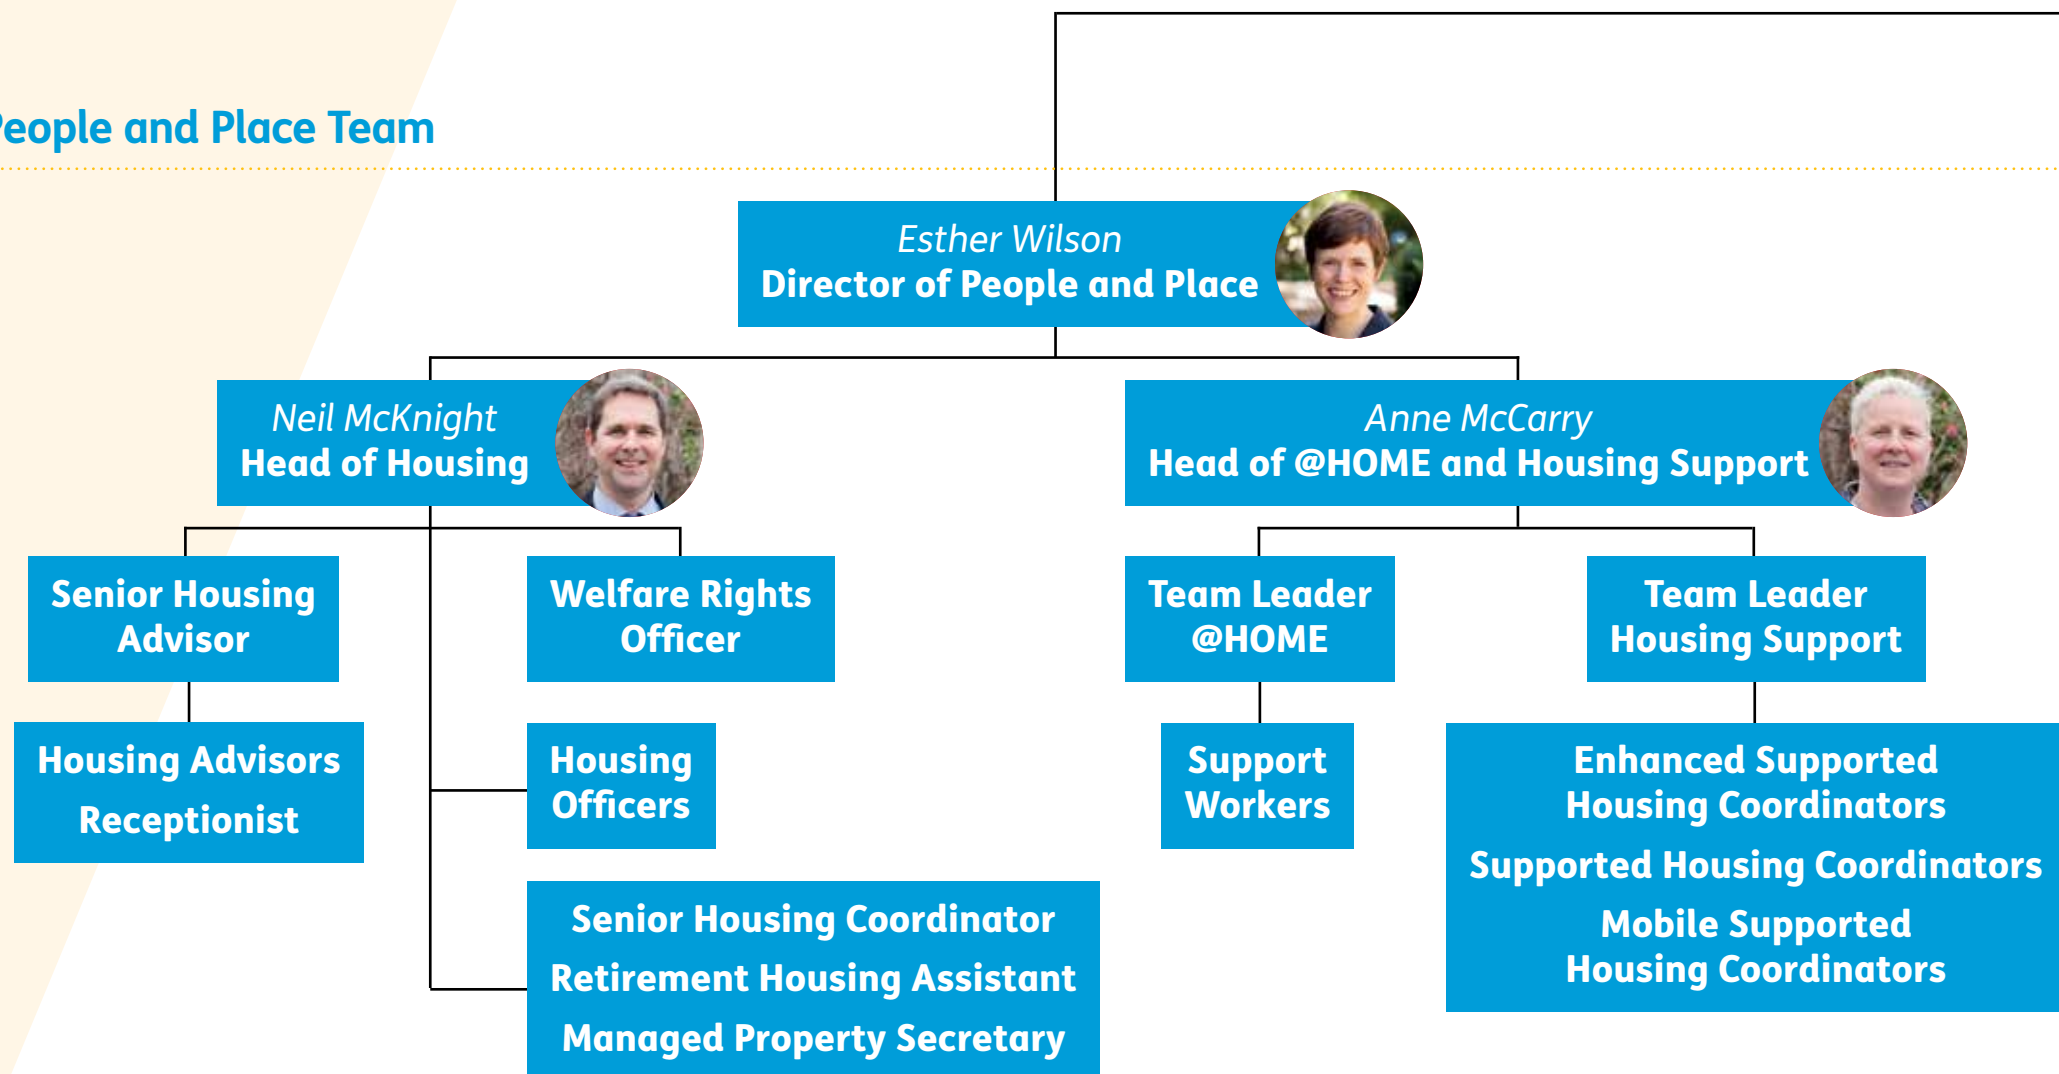 People and Place Team
Esther Wilson
Director of People and Place
Neil McKnight
Head of Housing
Anne McCarry
Head of @HOME and Housing Support
Senior Housing
Advisor
Welfare Rights
Officer
Team Leader
@HOME
Team Leader
Housing Support
Housing Advisors
Receptionist
Housing
Officers
Support
Workers
Enhanced Supported
Housing Coordinators
Supported Housing Coordinators
Mobile Supported
Housing Coordinators
Senior Housing Coordinator
Retirement Housing Assistant
Managed Property Secretary